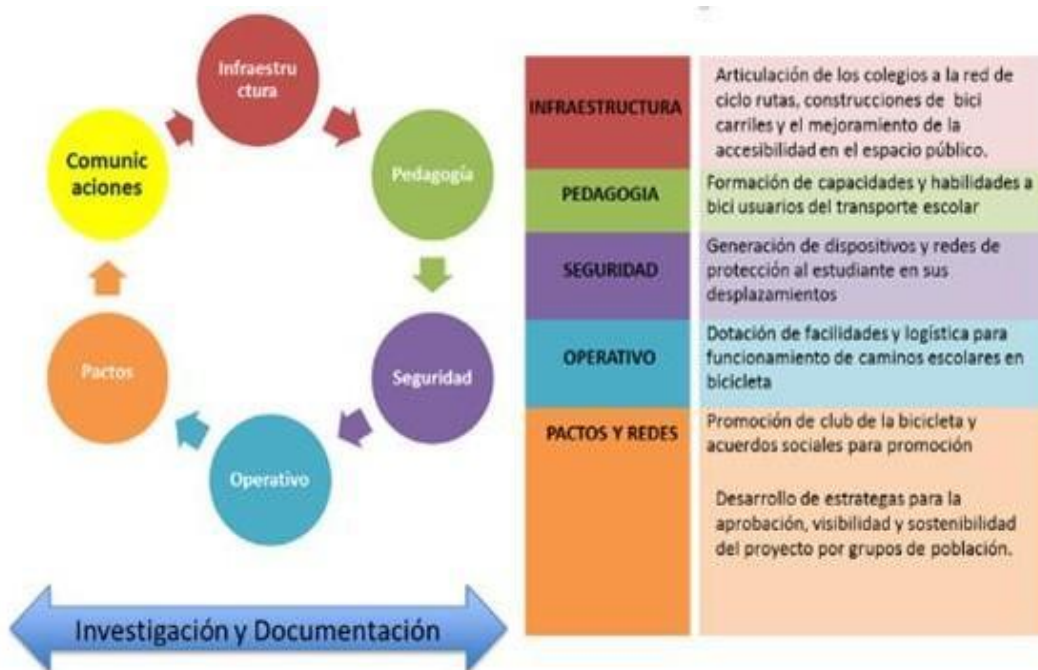 Infraestru
ctura
Pedagogía
Seguridad
Operativo
Pactos
Comunic
aciones
Investigación y Documentación
INFRAESTRUCTURA
Articulación de los colegios a la red de
ciclo rutas, construcciones de bici
carriles y el mejoramiento de la
accesibilidad en el espacio público.
PEDAGOGIA
Formación de capacidades y habilidades a
bici usuarios del transporte escolar
SEGURIDAD
Generación de dispositivos y redes de
protección al estudiante en sus
desplazamientos
OPERATIVO
Dotación de facilidades y logística para
funcionamiento de caminos escolares en
bicicleta
PACTOS Y REDES
Promoción de club de la bicicleta y
acuerdos sociales para promoción
Desarrollo de estrategas para la
aprobación, visibilidad y sostenibilidad
del proyecto por grupos de población.